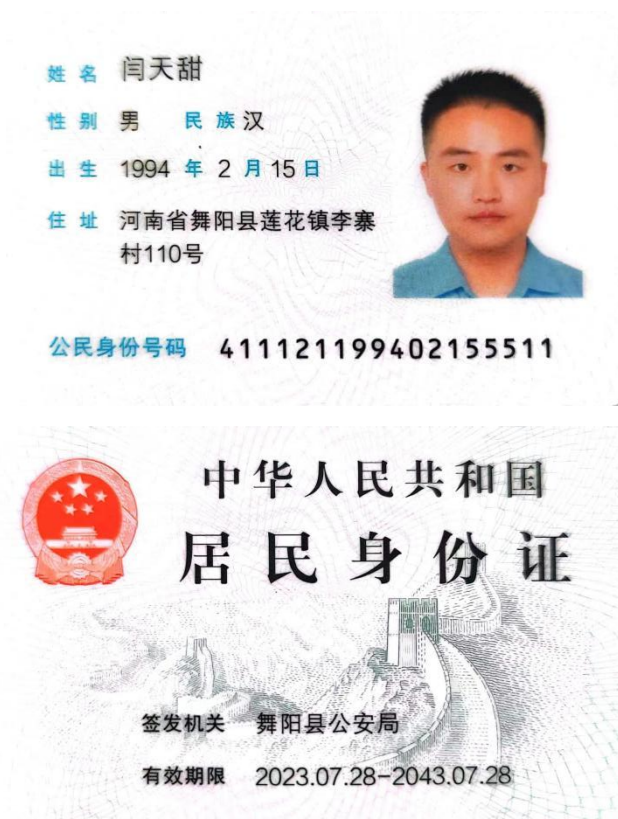 姓名 闫天甜
性别 男 民族 汉
出生 1994 年 2 月 15 日
住址 河南省舞阳县莲花镇李寨
村110号
公民身份号码 411121199402155511
中华人民共和国
居民身份证
签发机关 舞阳县公安局
有效期限 2023.07.28-2043.07.28